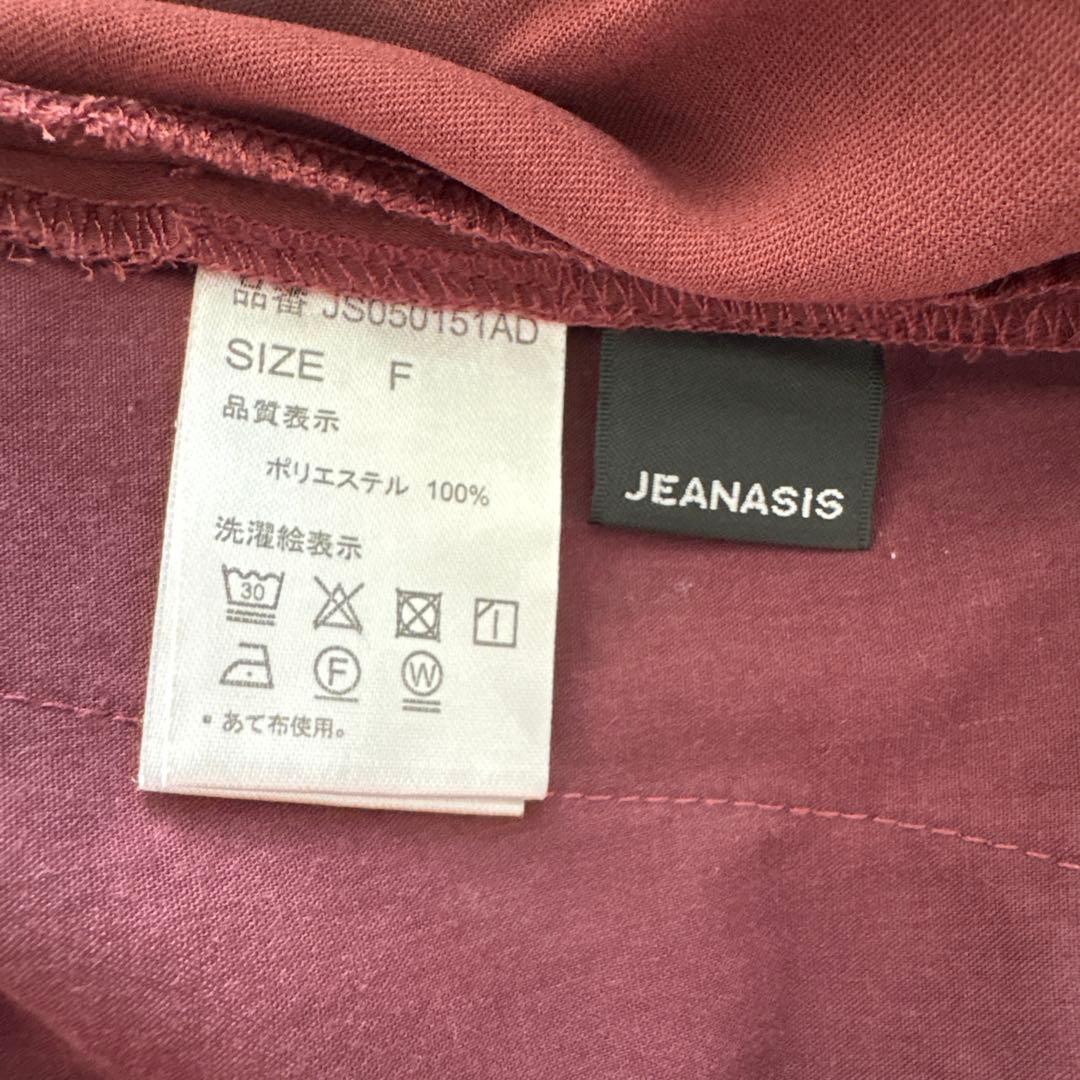 品番 JS050151AD
SIZE F
品質表示
ポリエステル 100%
洗濯絵表示
30
F W
・あて布使用。
JEANASIS